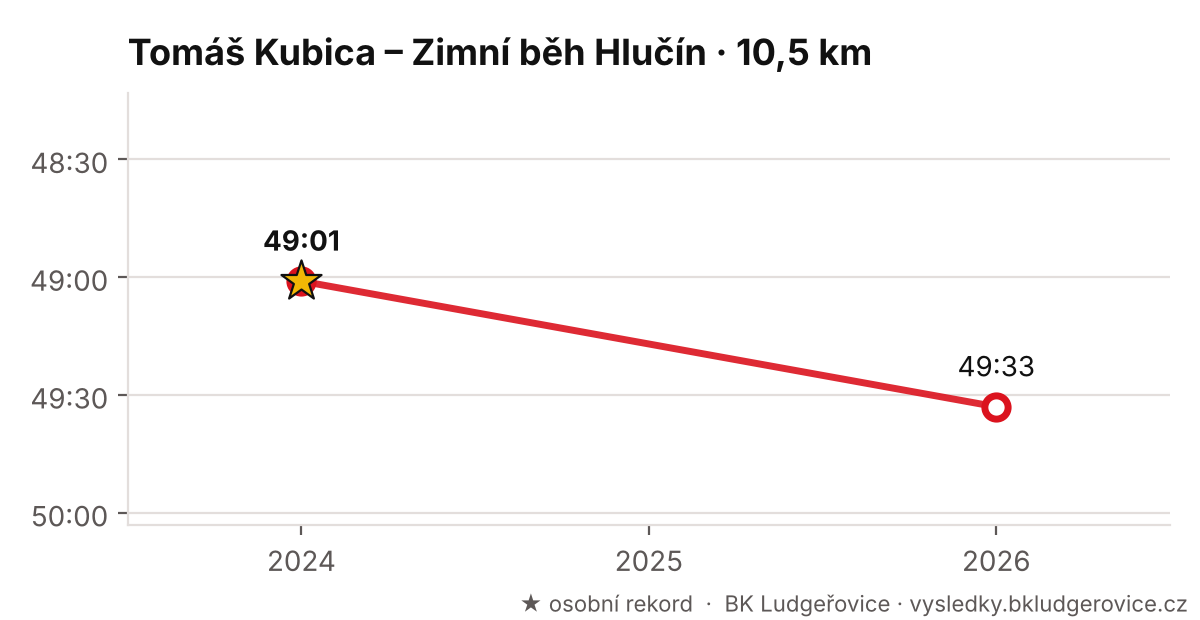 Tomáš Kubica – Zimní běh Hlučín · 10,5 km
48:30
49:01
49:00
49:33
49:30
50:00
2024 2025 2026
★ osobní rekord · BK Ludgeřovice · vysledky.bkludgerovice.cz